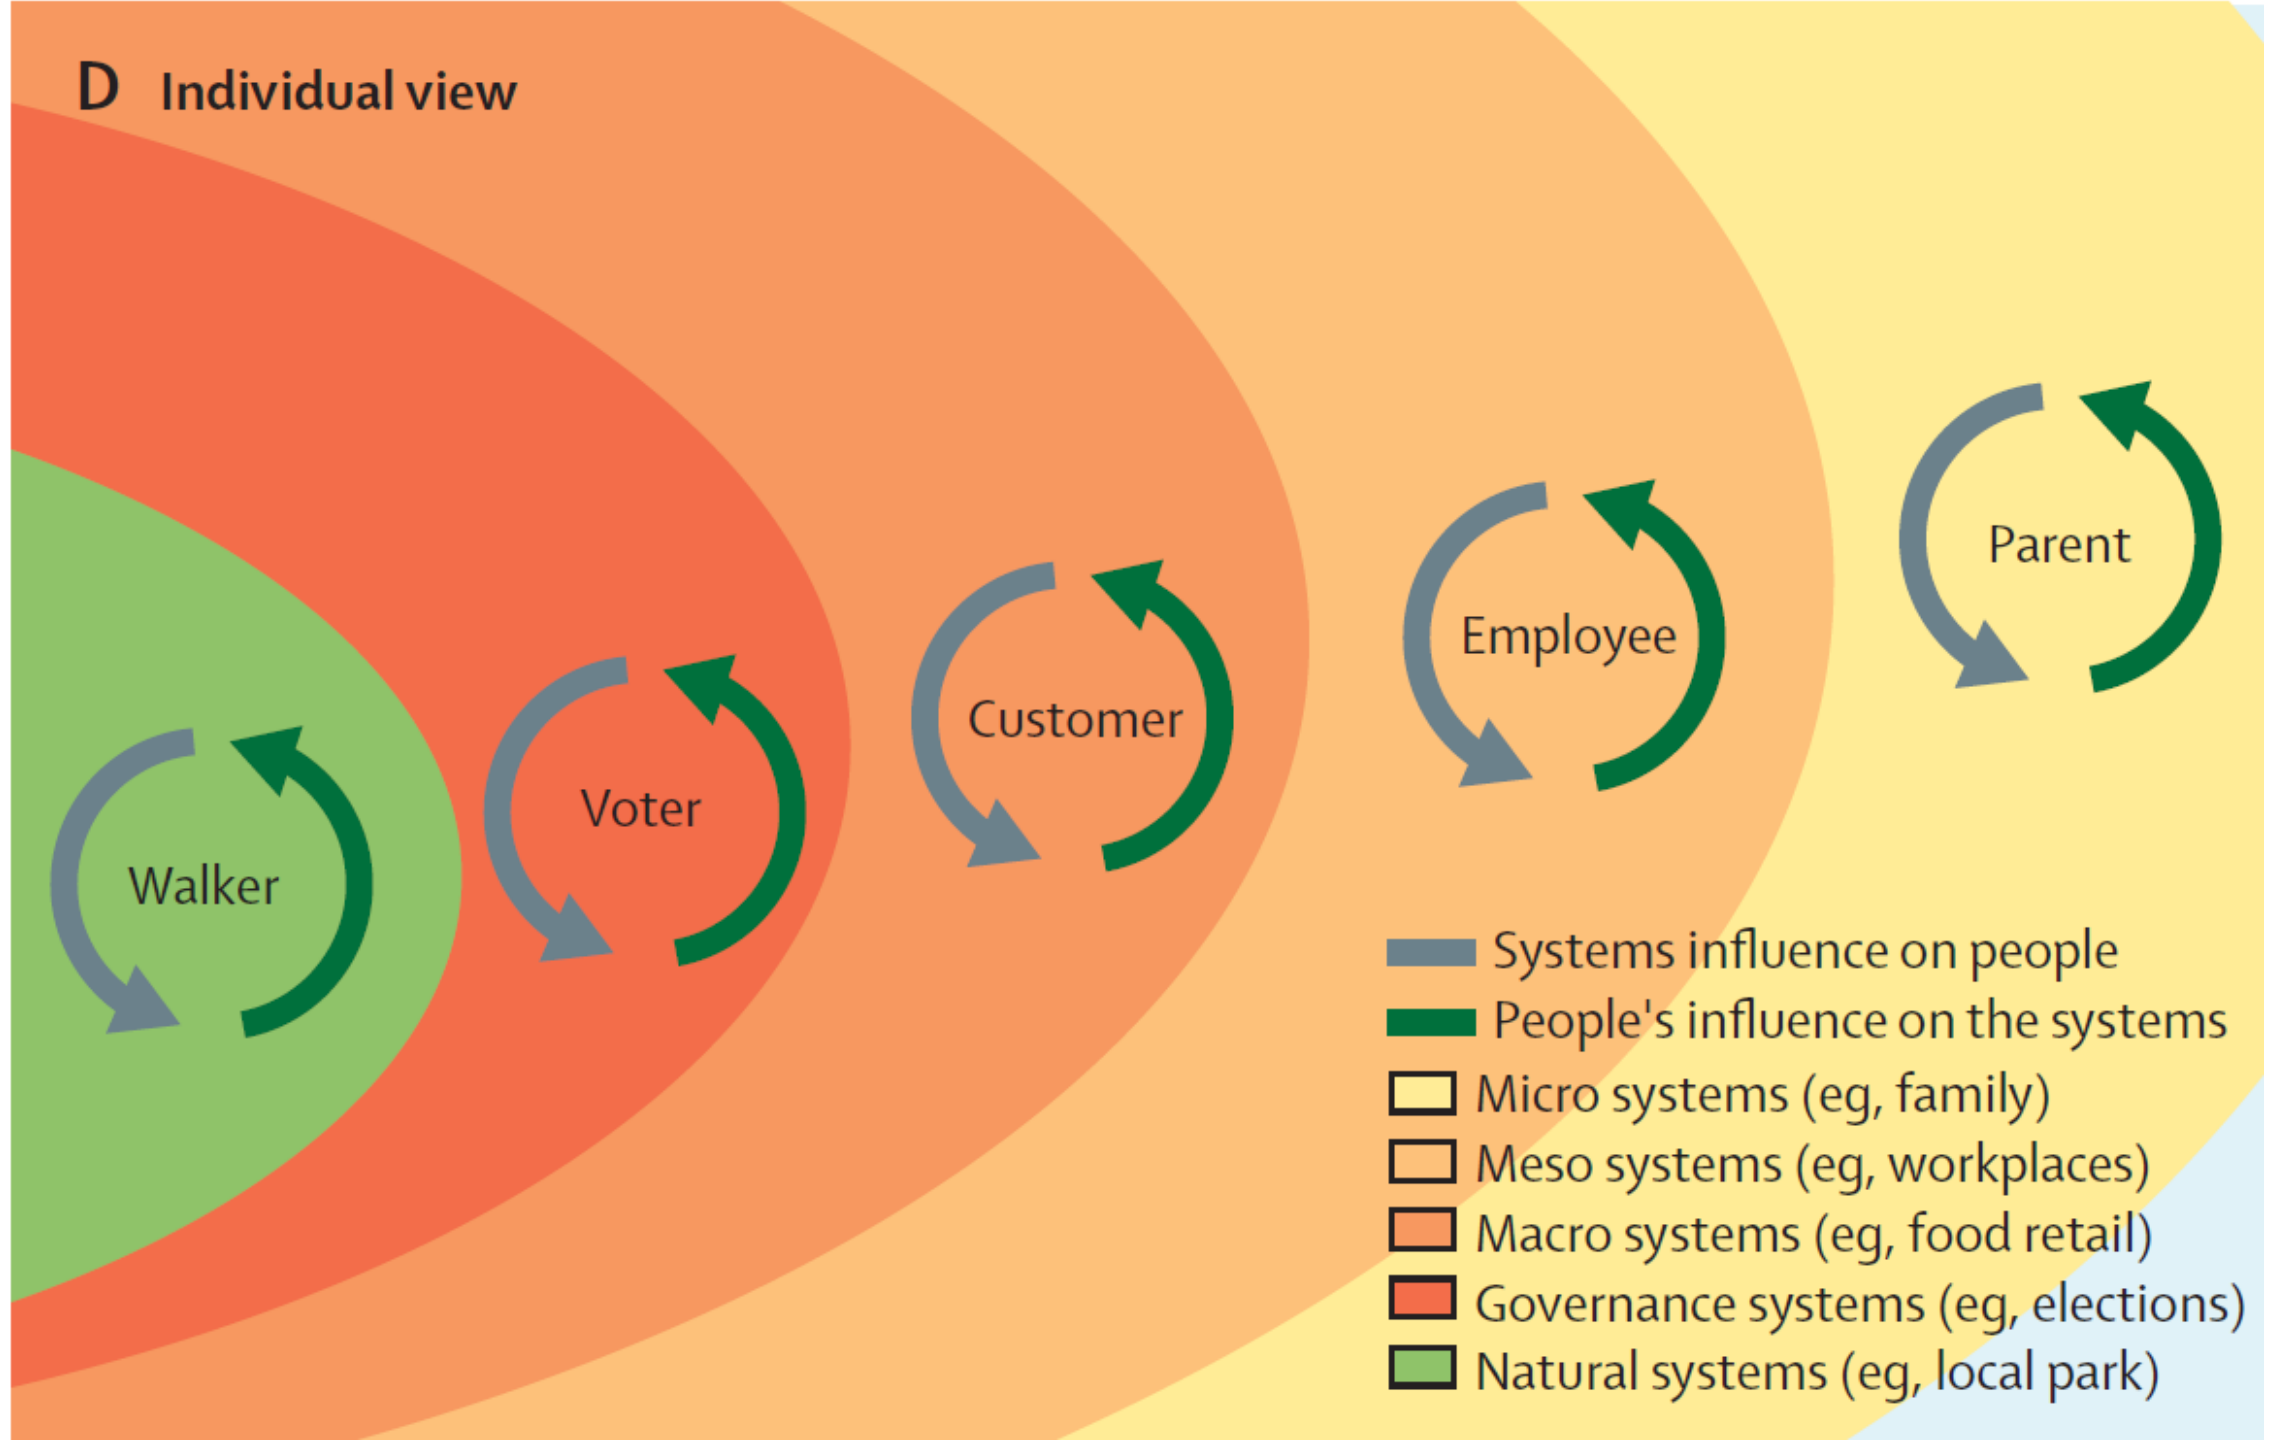 D Individual view
Parent
Employee
Customer
Voter
Walker
Systems influence on people
People's influence on the systems
Micro systems (eg, family)
Meso systems (eg, workplaces)
Macro systems (eg, food retail)
Governance systems (eg, elections)
Natural systems (eg, local park)